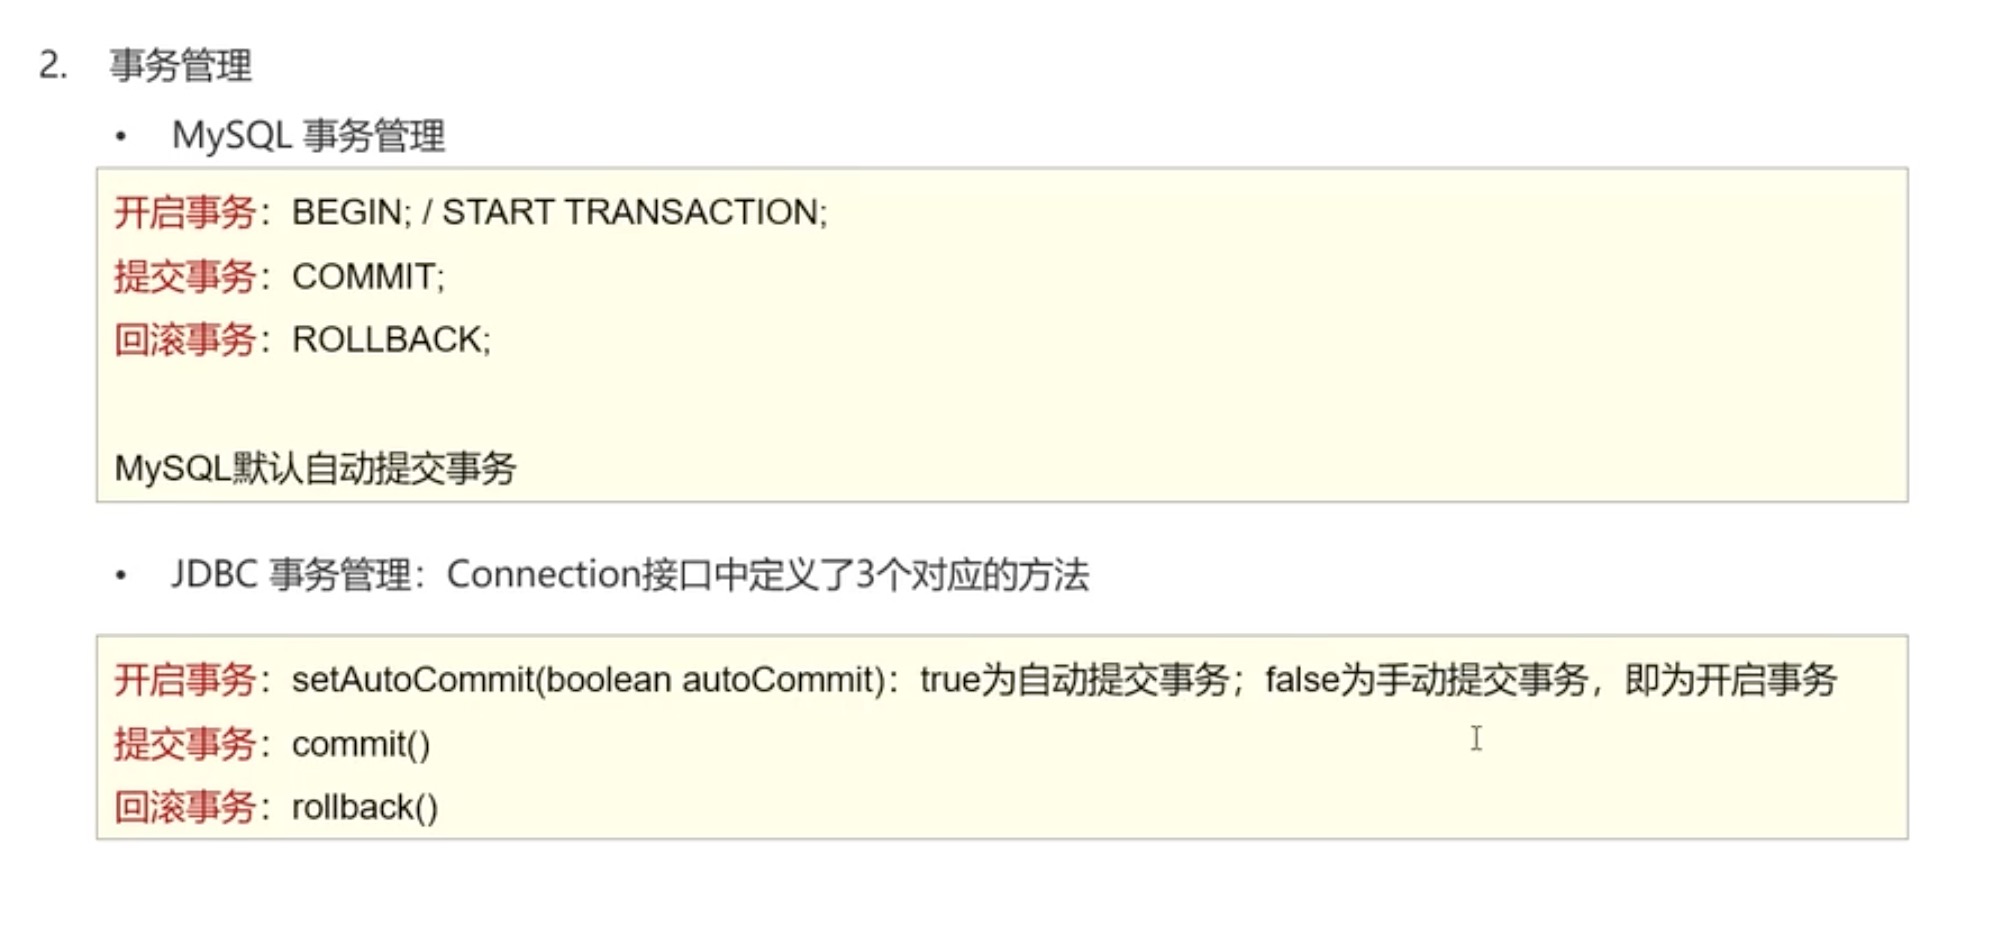 2. 事务管理
• MySQL 事务管理
开启事务：BEGIN; / START TRANSACTION;
提交事务：COMMIT;
回滚事务：ROLLBACK;
MySQL默认自动提交事务
• JDBC 事务管理：Connection接口中定义了3个对应的方法
开启事务：setAutoCommit(boolean autoCommit)：true为自动提交事务；false为手动提交事务，即为开启事务
提交事务：commit()
回滚事务：rollback()